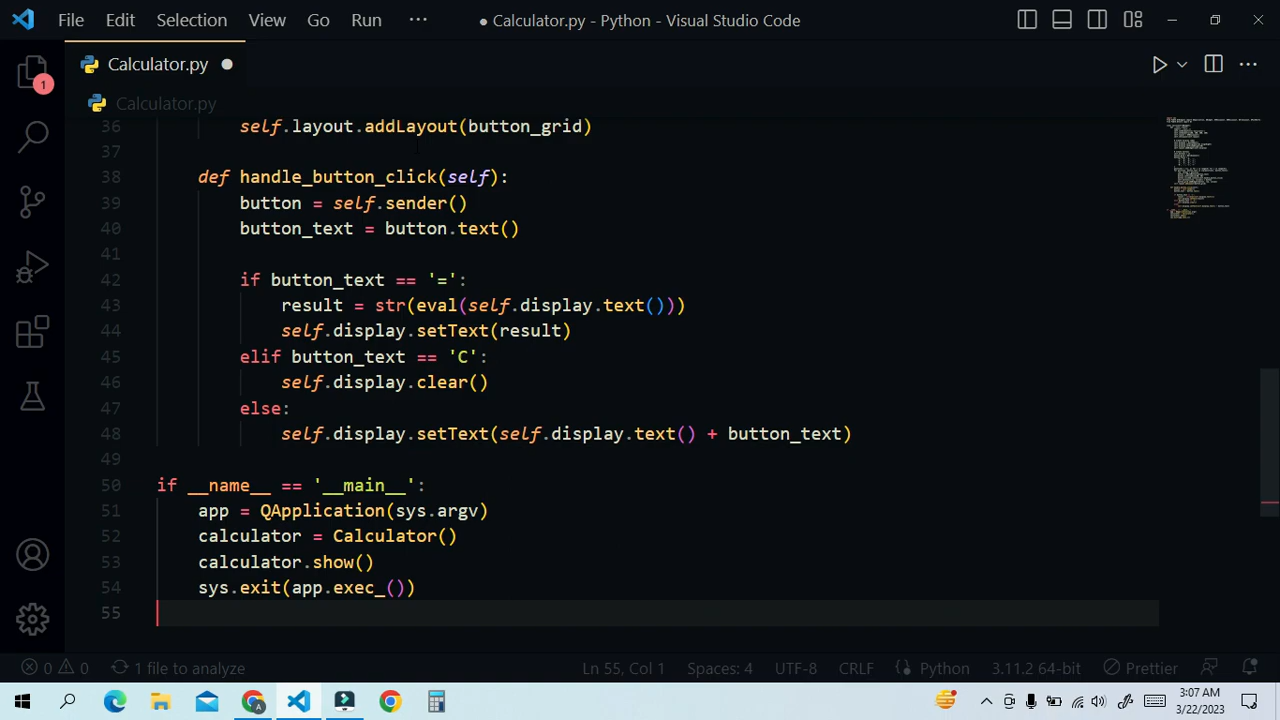 File Edit Selection View Go Run ··· ● Calculator.py - Python - Visual Studio Code
Calculator.py
1
Calculator.py
36 self.layout.addLayout(button_grid)
37
38 def handle_button_click(self):
39 button = self.sender()
40 button_text = button.text()
41
42 if button_text == '=':
43 result = str(eval(self.display.text()))
44 self.display.setText(result)
45 elif button_text == 'C':
46 self.display.clear()
47 else:
48 self.display.setText(self.display.text() + button_text)
49
50 if __name__ == '__main__':
51 app = QApplication(sys.argv)
52 calculator = Calculator()
53 calculator.show()
54 sys.exit(app.exec_())
55
0 0 1 file to analyze Ln 55, Col 1 Spaces: 4 UTF-8 CRLF Python 3.11.2 64-bit Prettier
3:07 AM
3/22/2023